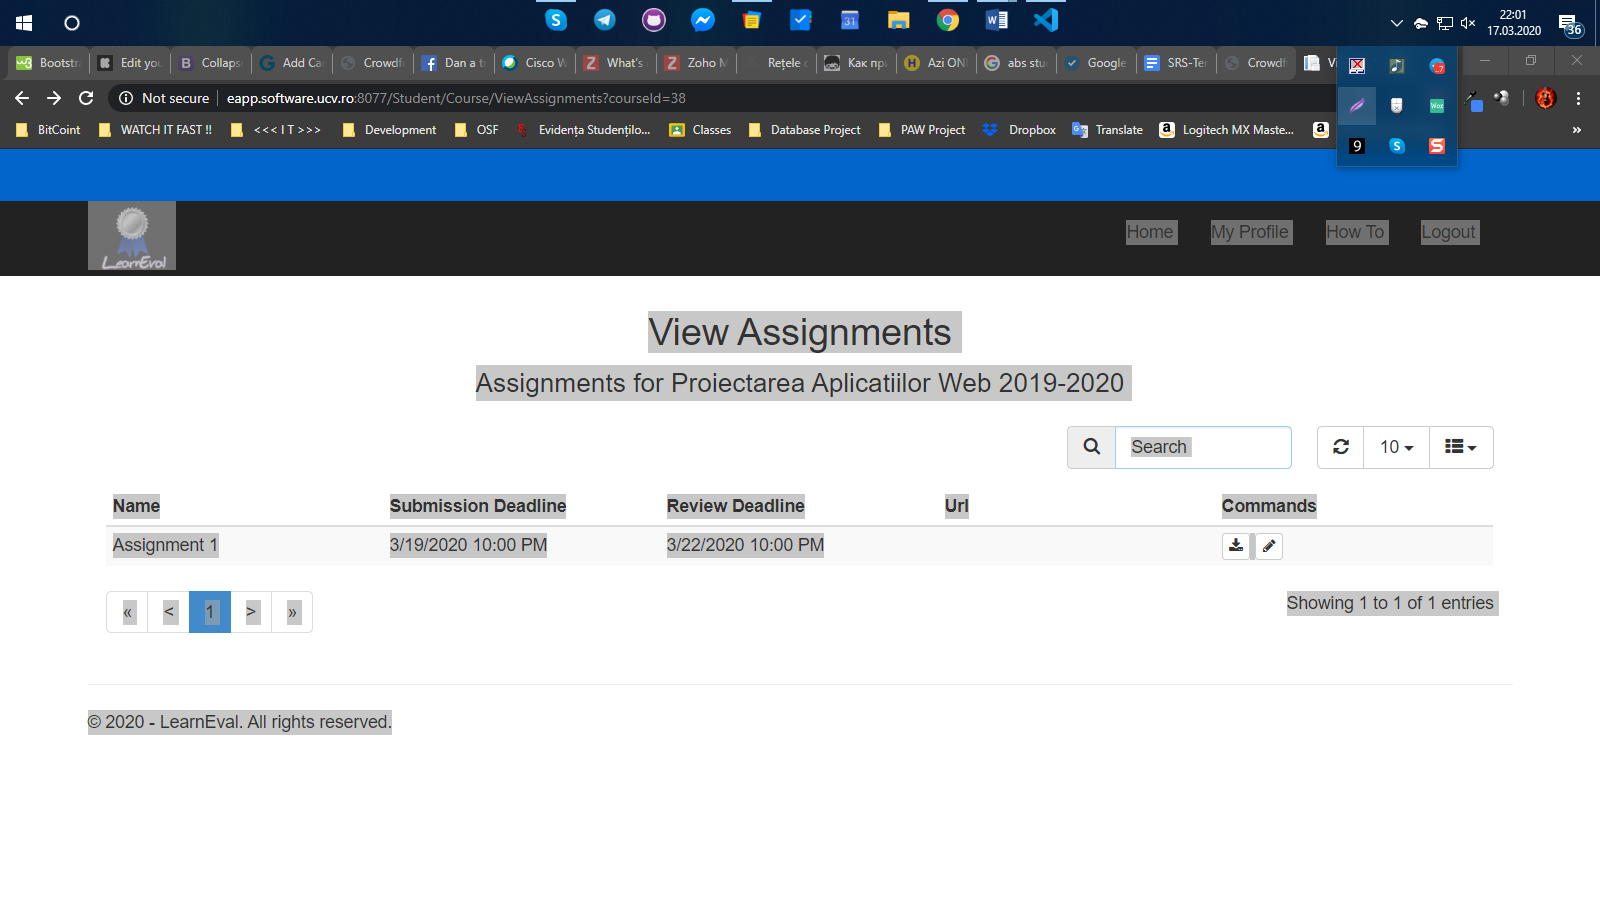 22:01
17.03.2020
36
Bootstra
Edit you
Collaps
Add Car
Crowdf
Dan a t
Cisco W
What's
Zoho M
Rețele
Как пр
Azi ON
abs stu
Google
SRS-Ter
Crowdf
Not secure
eapp.software.ucv.ro:8077/Student/Course/ViewAssignments?courseId=38
BitCoint
WATCH IT FAST !!
< < < I T > > >
Development
OSF
Evidența Studenților...
Classes
Database Project
PAW Project
Dropbox
Translate
Logitech MX Maste...
»
LearnEval
Home
My Profile
How To
Logout
View Assignments
Assignments for Proiectarea Aplicatiilor Web 2019-2020
Search
10
Name Submission Deadline Review Deadline Url Commands
Assignment 1 3/19/2020 10:00 PM 3/22/2020 10:00 PM
« < 1 > »
Showing 1 to 1 of 1 entries
© 2020 - LearnEval. All rights reserved.